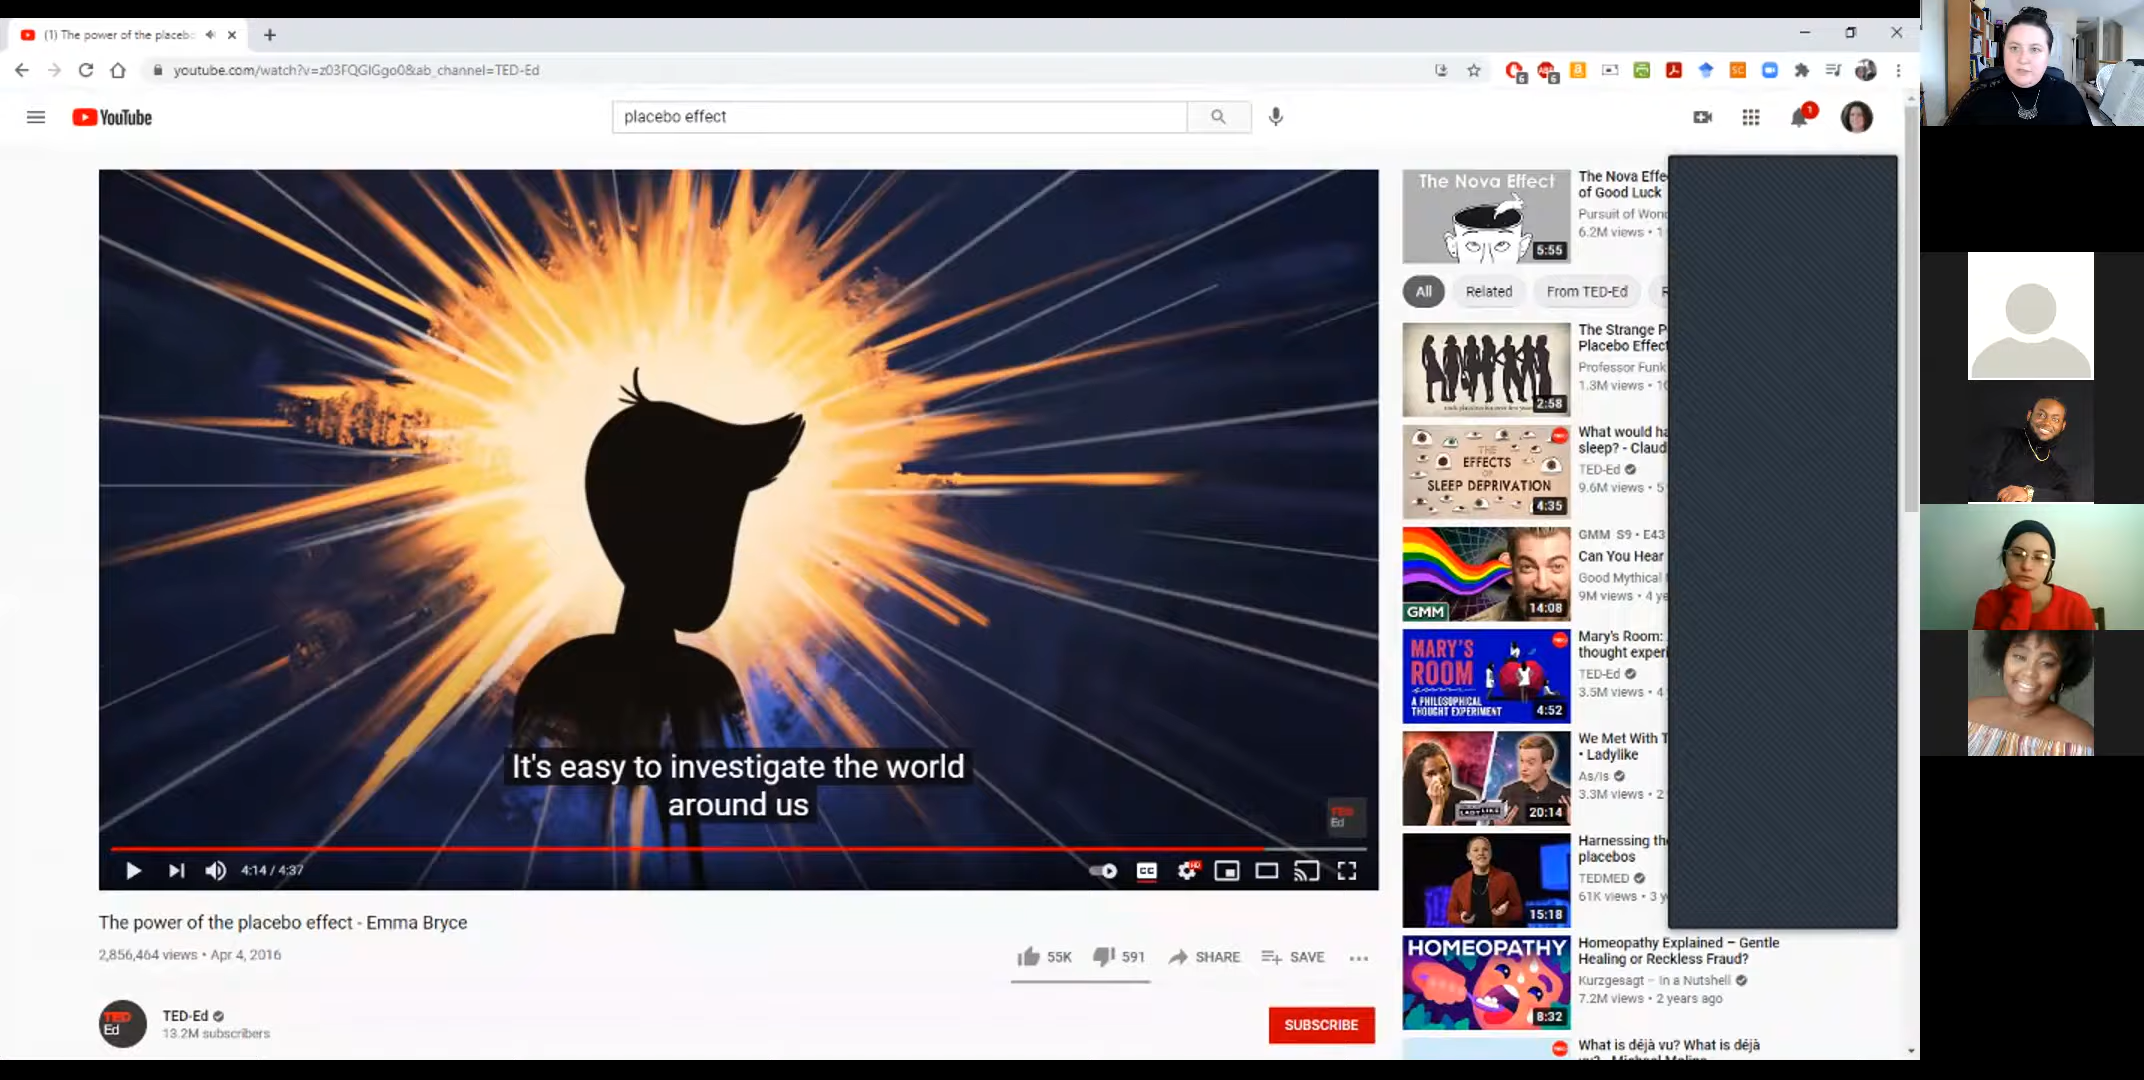 (1) The power of the placebo
youtube.com/watch?v=z03FQGlGgo0&ab_channel=TED-Ed
YouTube
placebo effect
1
The Nova Effect
5:55
The Nova Effe
of Good Luck
Pursuit of Wond
6.2M views • 1
All
Related
From TED-Ed
The Strange P
Placebo Effect
Professor Funk
1.3M views • 10
2:58
What would ha
sleep? - Claud
TED-Ed
9.6M views • 5
THE
EFFECTS
OF
SLEEP DEPRIVATION
4:35
GMM S9 • E43
Can You Hear
Good Mythical
9M views • 4 ye
GMM
14:08
Mary's Room:
thought experi
TED-Ed
3.5M views • 4
MARY'S
ROOM
A PHILOSOPHICAL
THOUGHT EXPERIMENT
4:52
We Met With T
• Ladylike
As/Is
3.3M views • 2
20:14
Harnessing th
placebos
TEDMED
61K views • 3 y
15:18
HOMEOPATHY
8:32
Homeopathy Explained – Gentle
Healing or Reckless Fraud?
Kurzgesagt – In a Nutshell
7.2M views • 2 years ago
What is déjà vu? What is déjà
It's easy to investigate the world
around us
TED
Ed
4:14 / 4:37
CC
HD
The power of the placebo effect - Emma Bryce
2,856,464 views • Apr 4, 2016
55K
591
SHARE
SAVE
TED
Ed
TED-Ed
13.2M subscribers
SUBSCRIBE